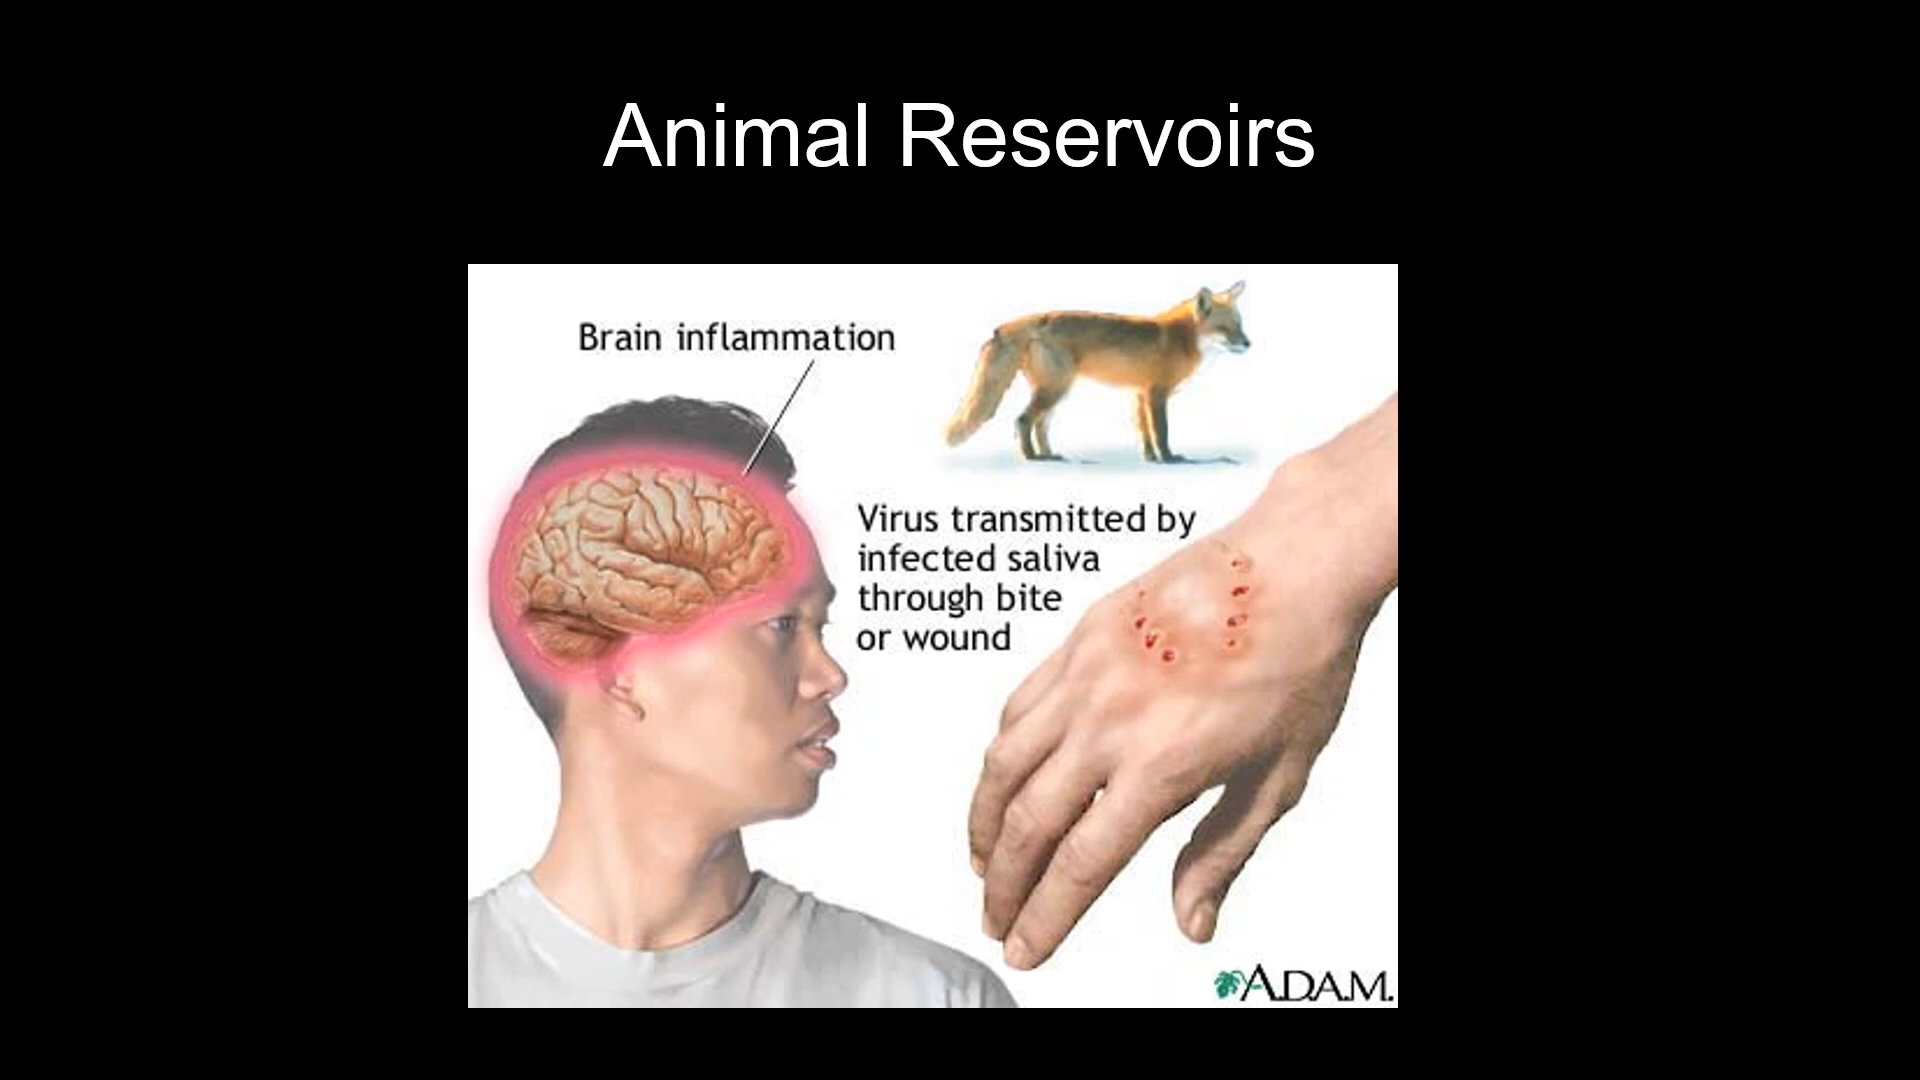 Animal Reservoirs
Brain inflammation
Virus transmitted by
infected saliva
through bite
or wound
A.D.A.M.